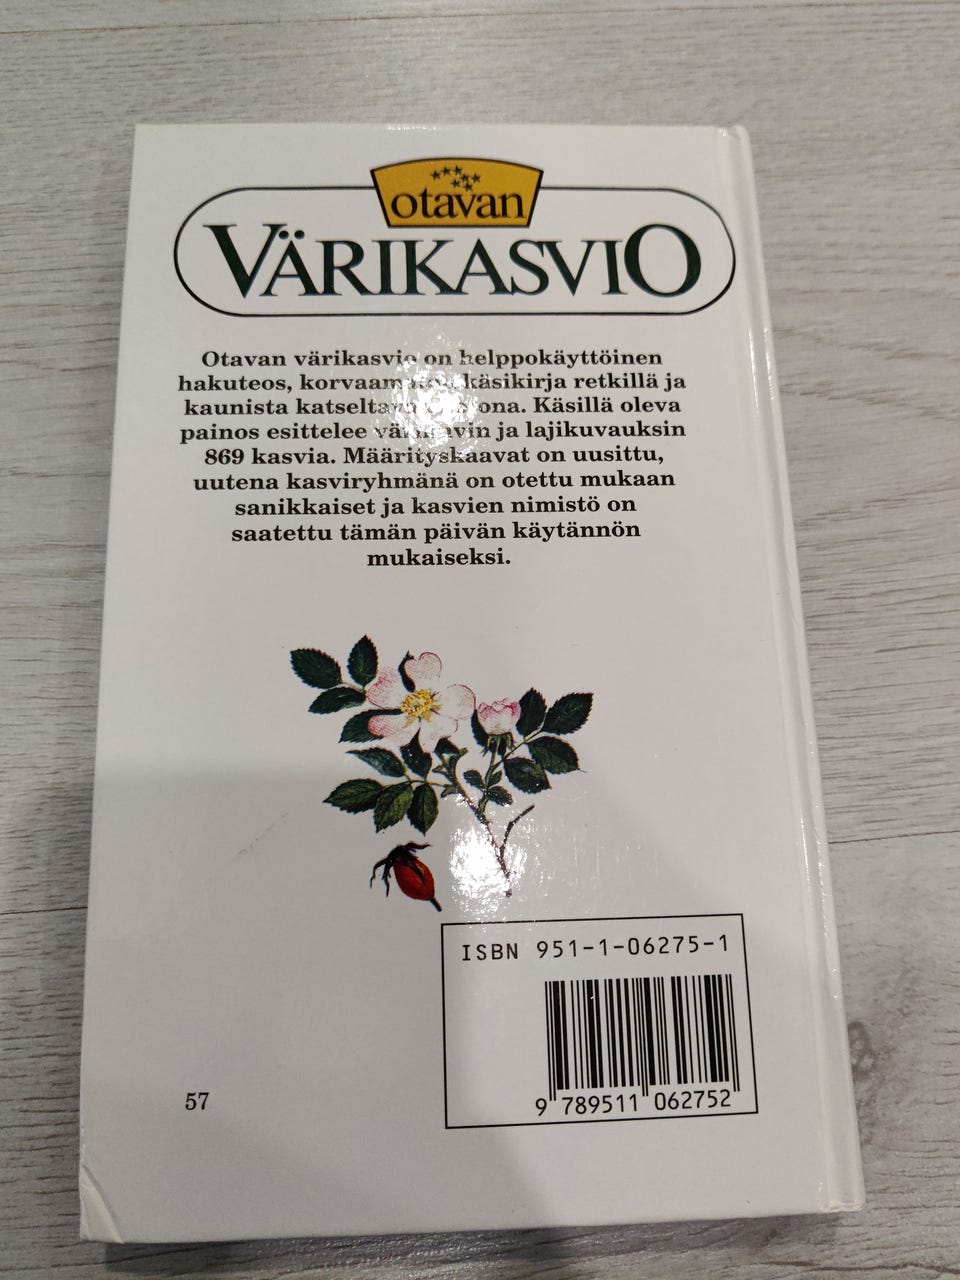 otavan
VÄRIKASVIO
Otavan värikasvio on helppokäyttöinen
hakuteos, käsikirja retkillä ja
kaunista katseltava Käsillä oleva
painos esittelee värikuvin ja lajikuvauksin
869 kasvia. Määrityskaavat on uusittu,
uutena kasviryhmänä on otettu mukaan
sanikkaiset ja kasvien nimistö on
saatettu tämän päivän käytännön
mukaiseksi.
ISBN 951-1-06275-1
9 789511 062752
57